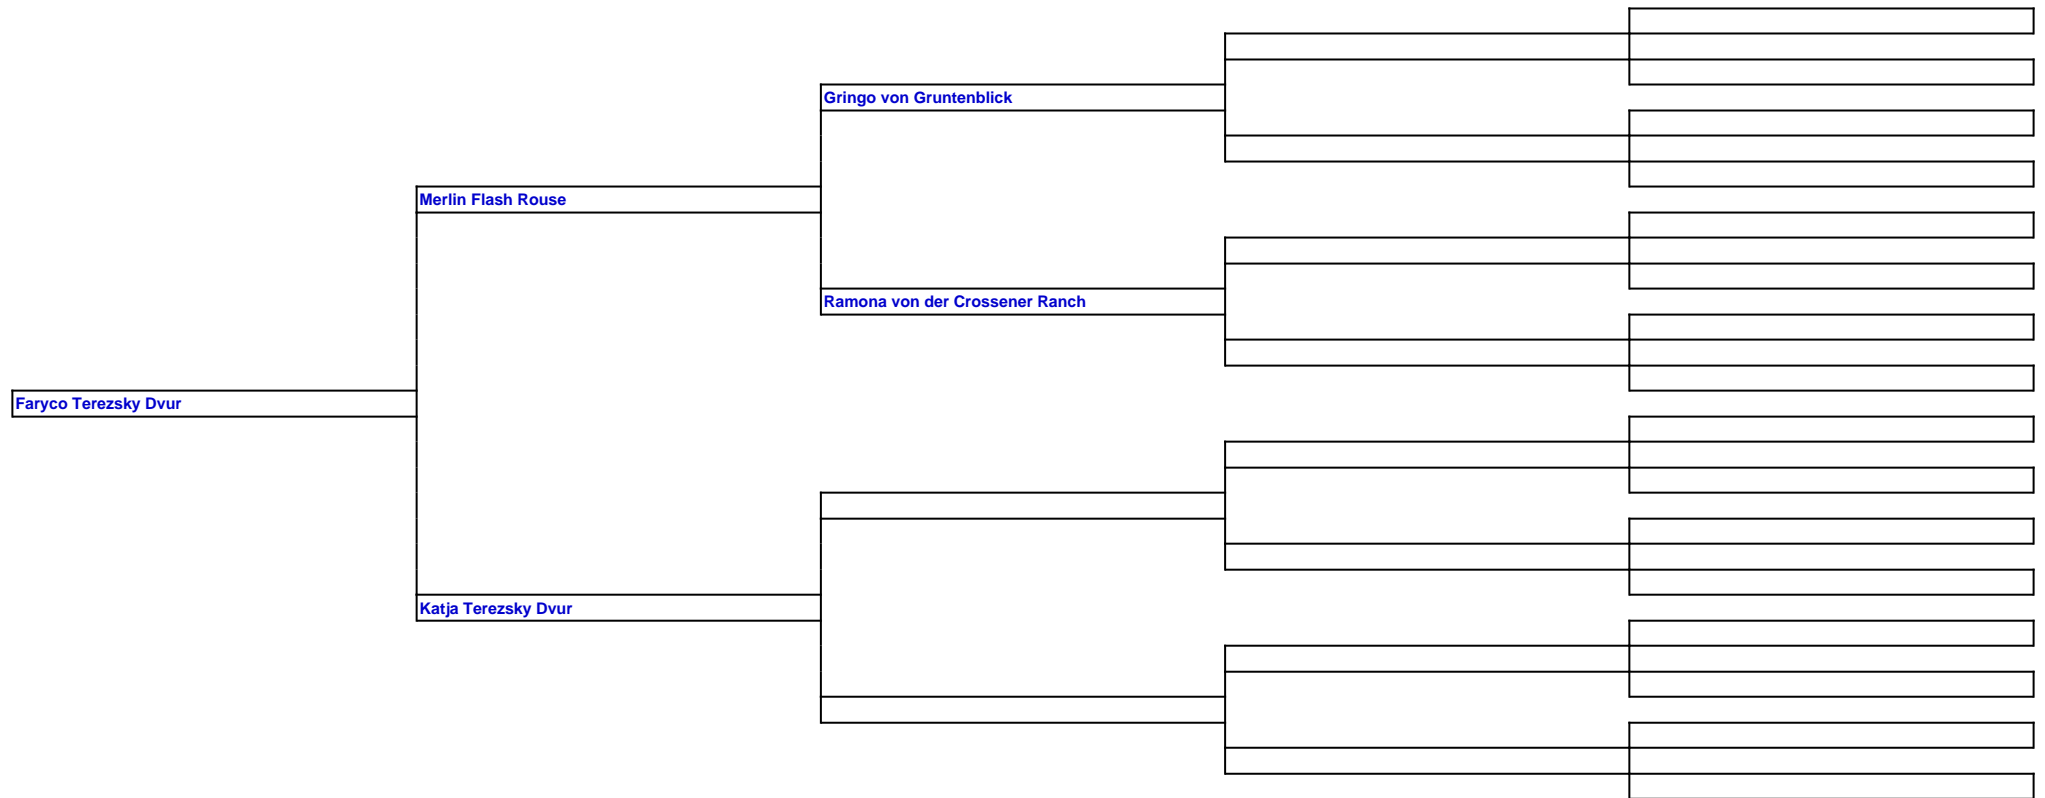 Gringo von Gruntenblick
Merlin Flash Rouse
Ramona von der Crossener Ranch
Faryco Terezsky Dvur
Katja Terezsky Dvur